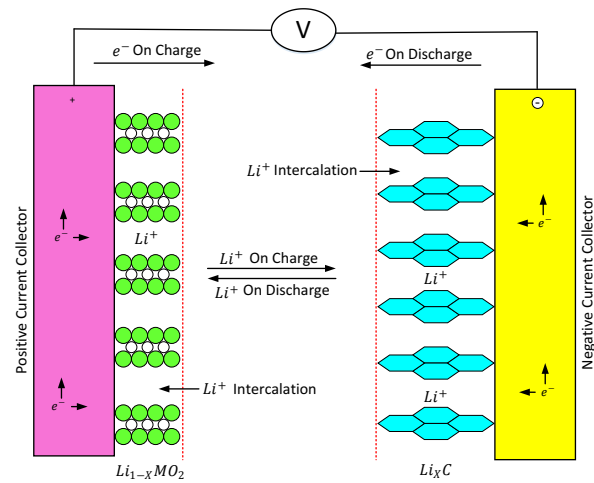 V
e⁻ On Charge
e⁻ On Discharge
+
−
Li⁺ Intercalation
Li⁺
e⁻
e⁻
Li⁺ On Charge
Li⁺
Li⁺ On Discharge
Positive Current Collector
Negative Current Collector
Li⁺ Intercalation
Li⁺
e⁻
e⁻
Li₁₋XMO₂
LiXC